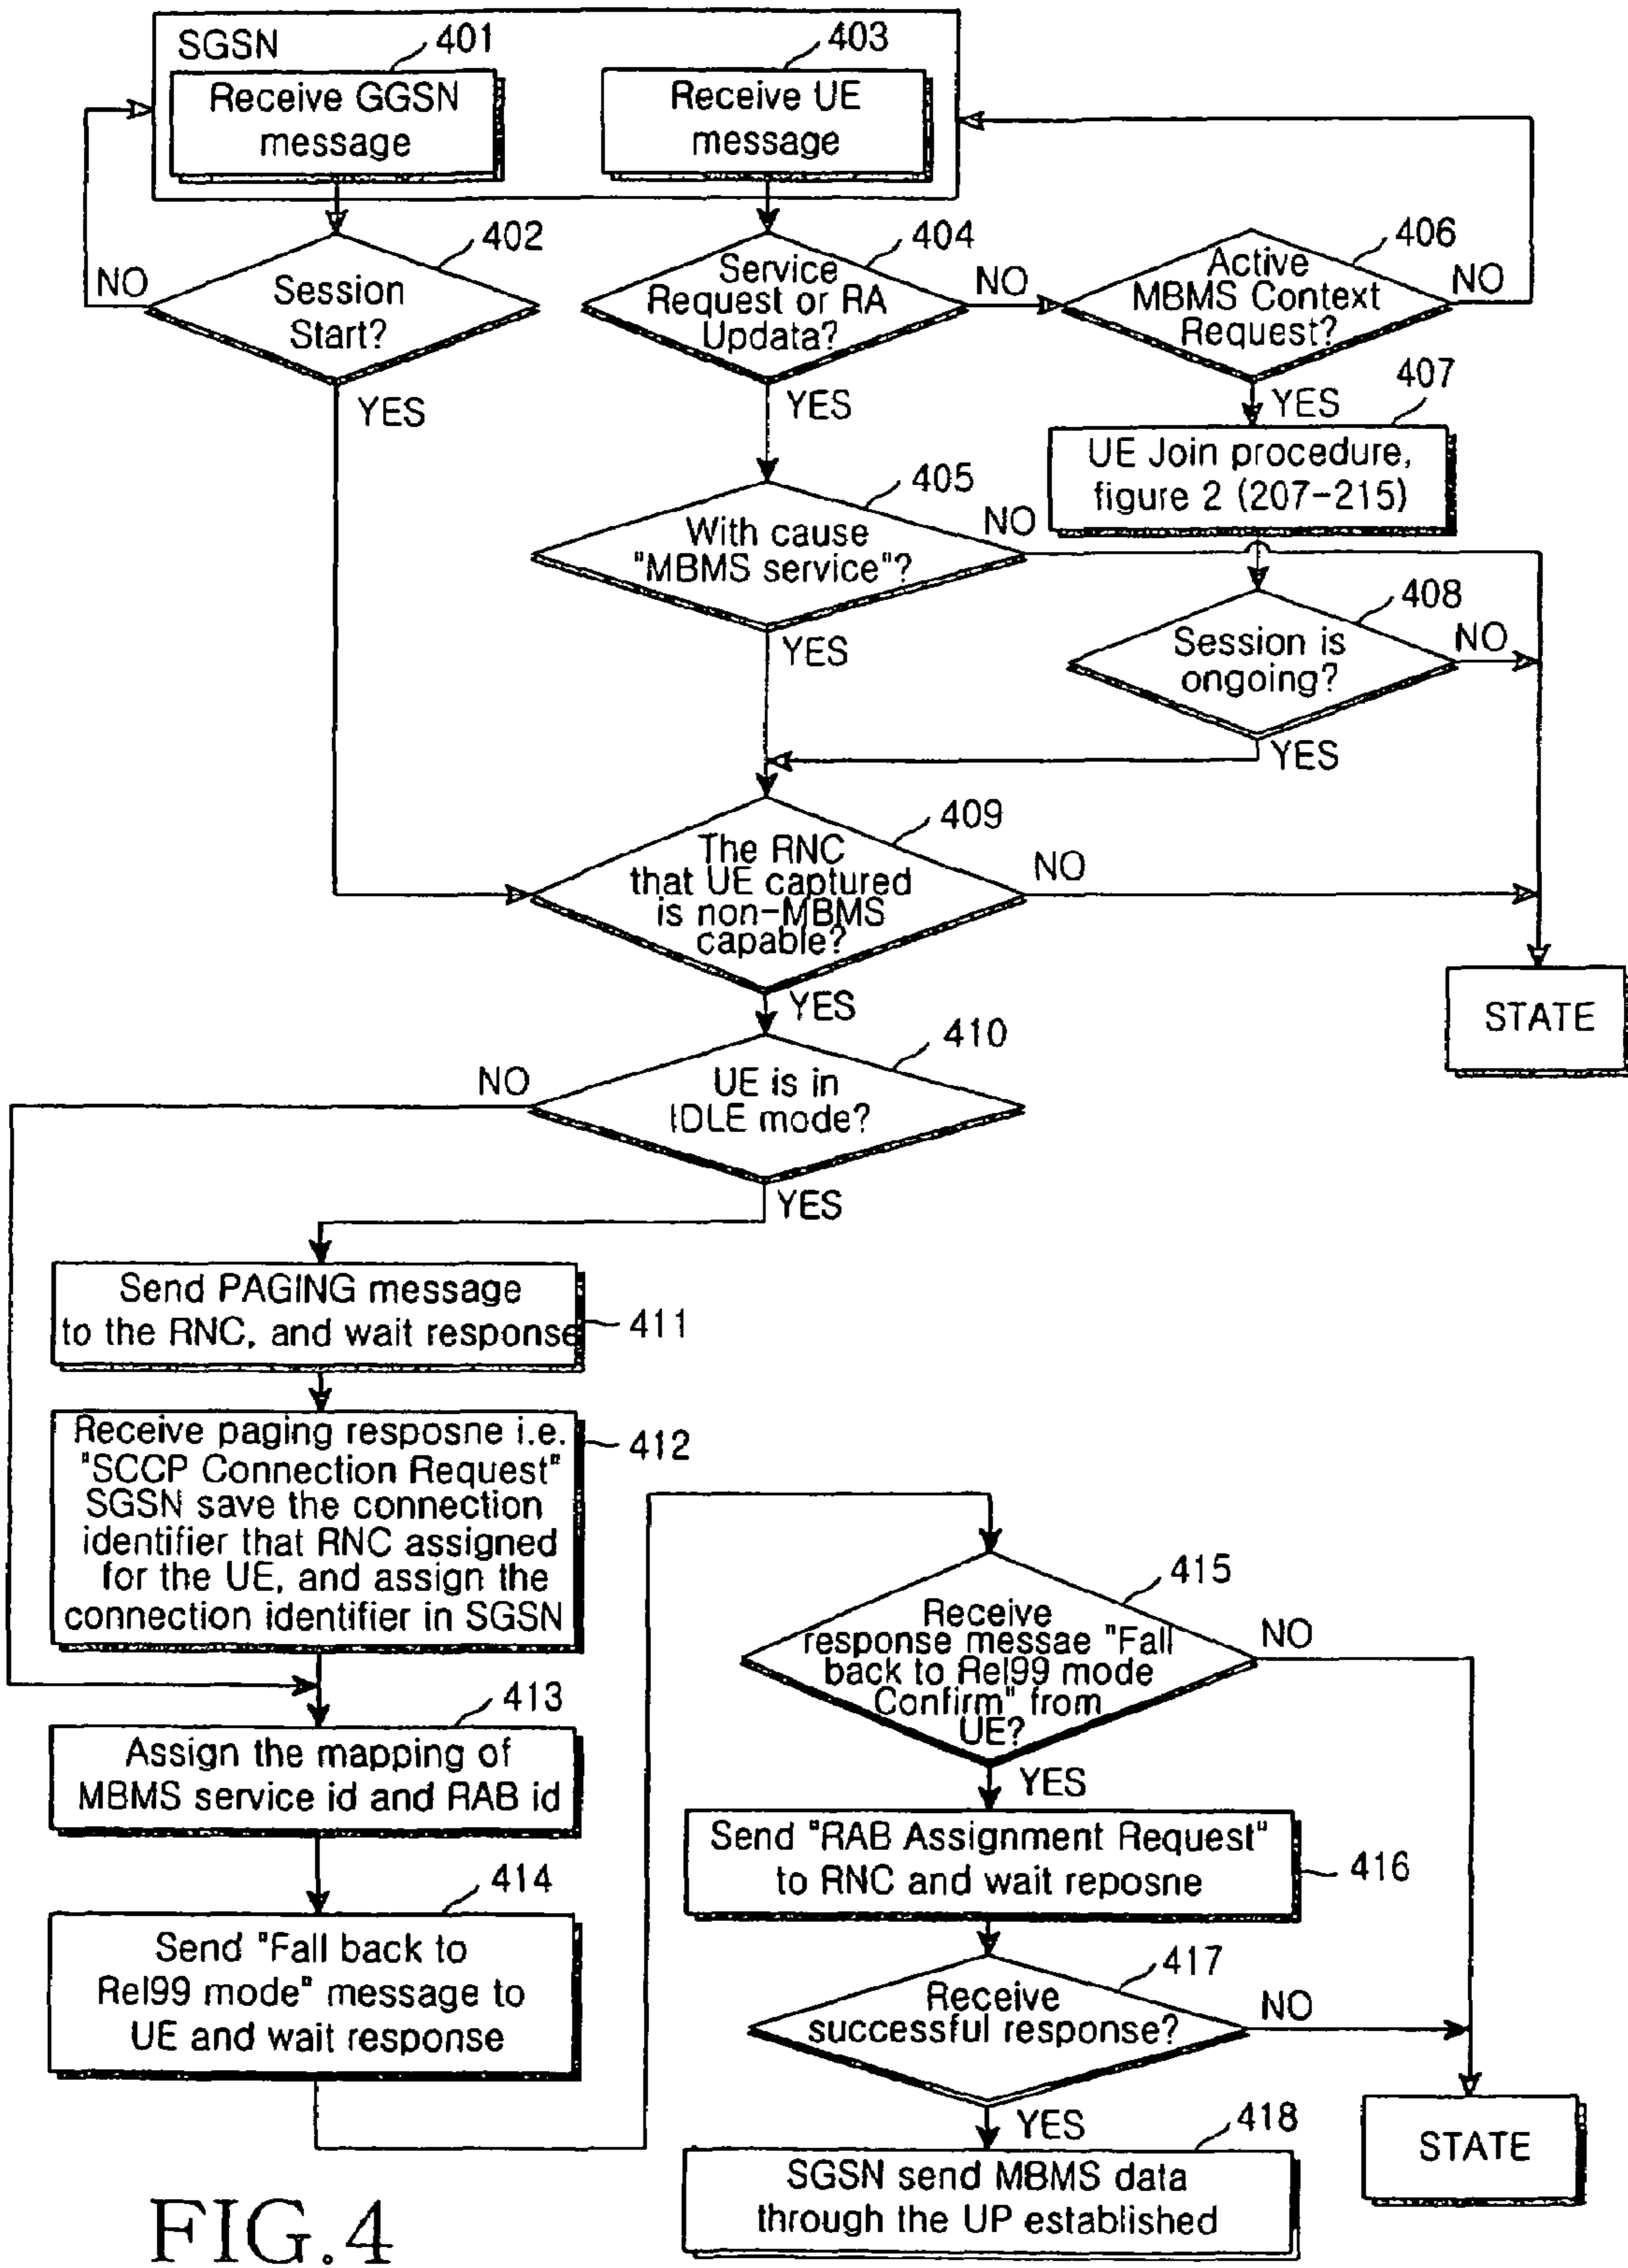 SGSN
401
Receive GGSN
message
403
Receive UE
message
402
Session
Start?
NO
YES
404
Service
Request or RA
Updata?
NO
YES
406
Active
MBMS Context
Request?
NO
YES
407
UE Join procedure,
figure 2 (207-215)
405
With cause
"MBMS service"?
NO
YES
408
Session is
ongoing?
NO
YES
409
The RNC
that UE captured
is non-MBMS
capable?
NO
YES
STATE
410
UE is in
IDLE mode?
NO
YES
Send PAGING message
to the RNC, and wait response
411
Receive paging resposne i.e.
"SCCP Connection Request"
SGSN save the connection
identifier that RNC assigned
for the UE, and assign the
connection identifier in SGSN
412
413
Assign the mapping of
MBMS service id and RAB id
414
Send "Fall back to
Rel99 mode" message to
UE and wait response
415
Receive
response messae "Fall
back to Rel99 mode
Confirm" from
UE?
NO
YES
Send "RAB Assignment Request"
to RNC and wait reposne
416
417
Receive
successful response?
NO
YES
418
SGSN send MBMS data
through the UP established
STATE
FIG.4